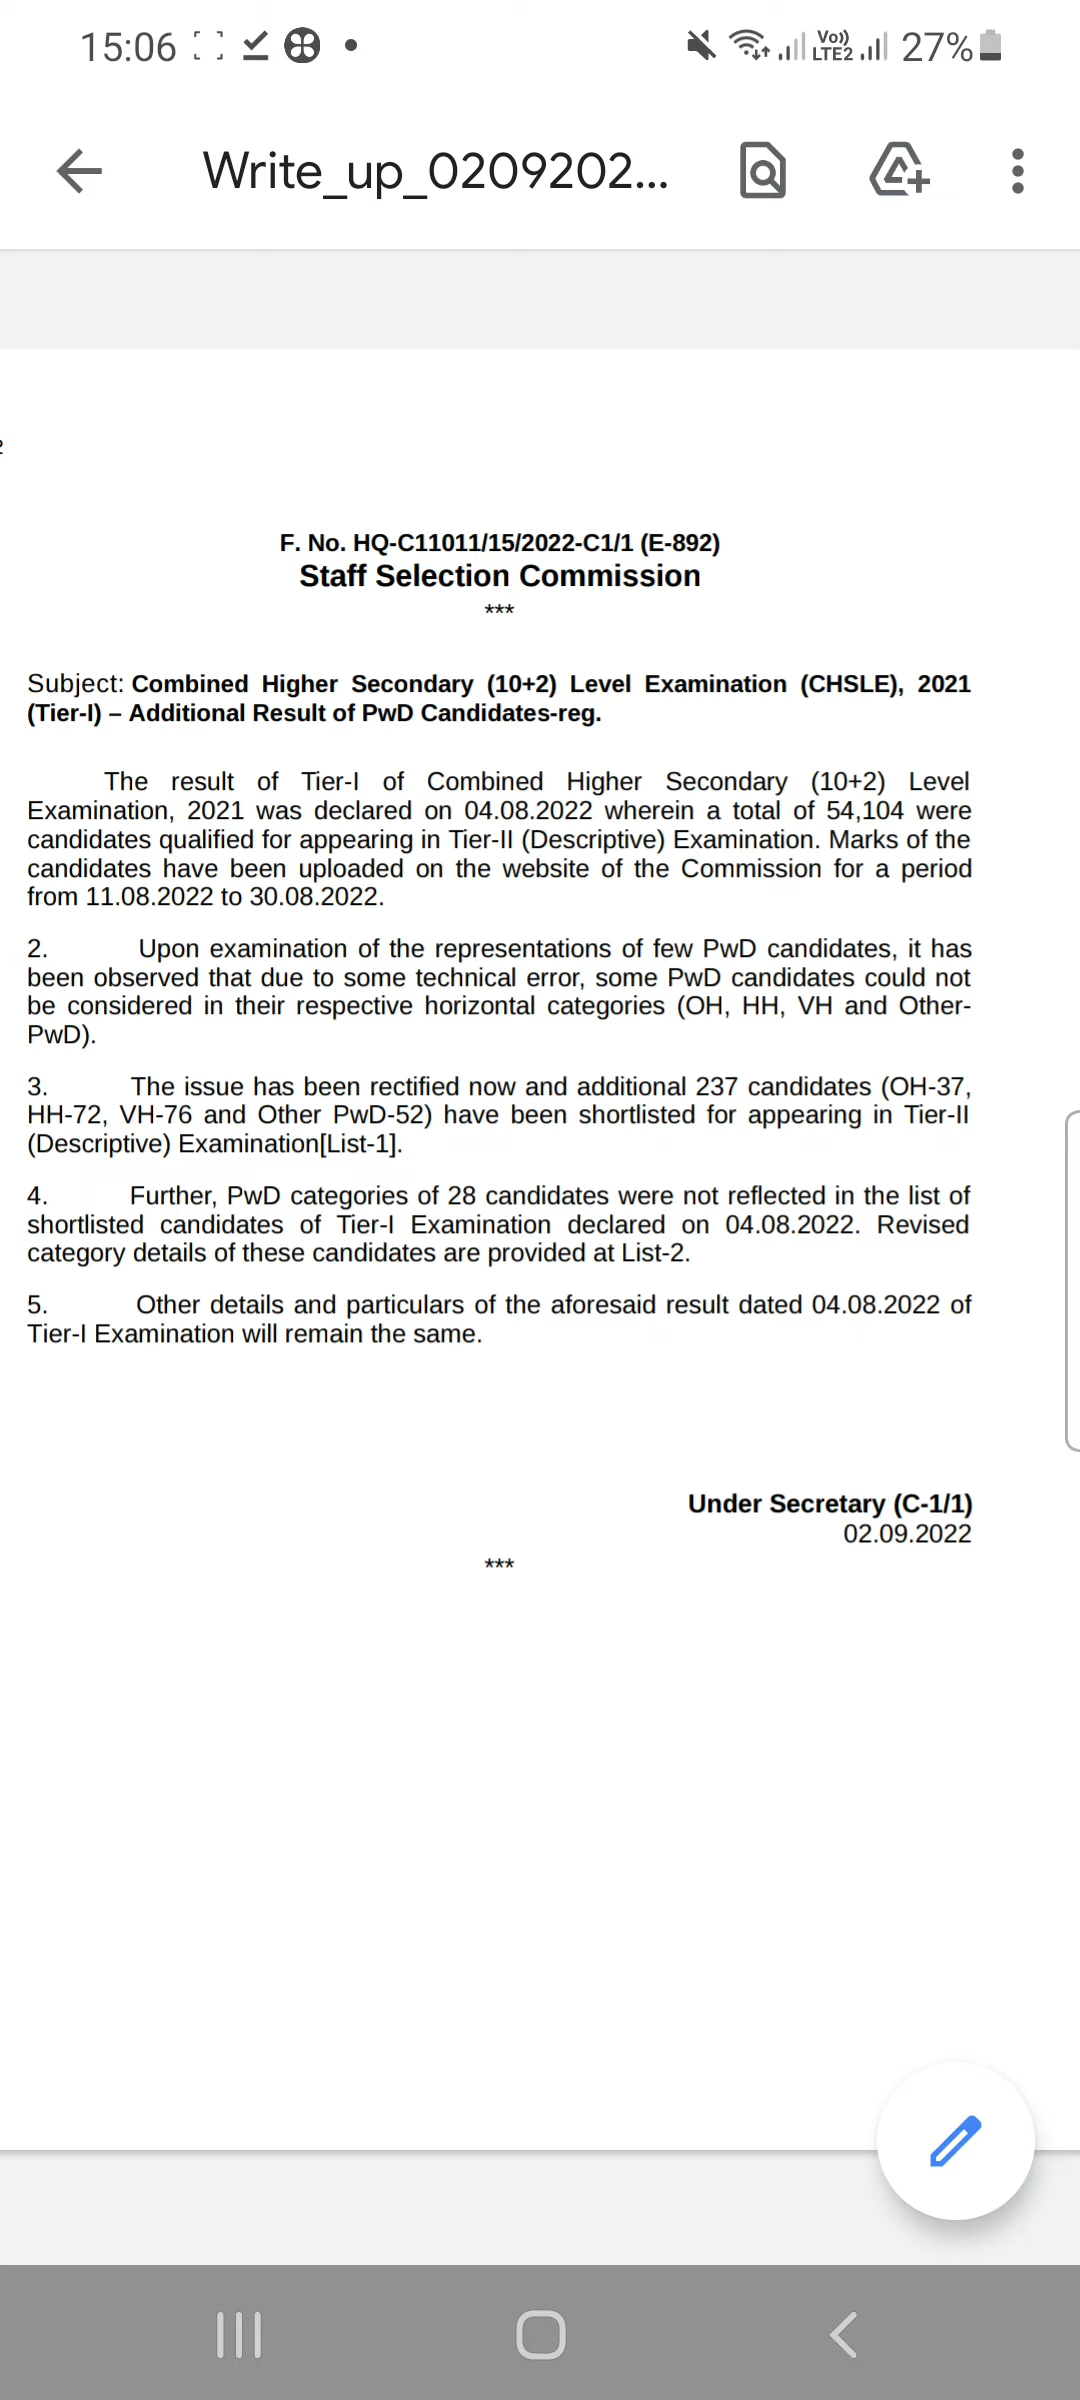 15:06
Vo))
LTE2
27%
Write_up_0209202...
F. No. HQ-C11011/15/2022-C1/1 (E-892)
Staff Selection Commission
***
Subject: Combined Higher Secondary (10+2) Level Examination (CHSLE), 2021
(Tier-I) – Additional Result of PwD Candidates-reg.
The result of Tier-I of Combined Higher Secondary (10+2) Level
Examination, 2021 was declared on 04.08.2022 wherein a total of 54,104 were
candidates qualified for appearing in Tier-II (Descriptive) Examination. Marks of the
candidates have been uploaded on the website of the Commission for a period
from 11.08.2022 to 30.08.2022.
2. Upon examination of the representations of few PwD candidates, it has
been observed that due to some technical error, some PwD candidates could not
be considered in their respective horizontal categories (OH, HH, VH and Other-
PwD).
3. The issue has been rectified now and additional 237 candidates (OH-37,
HH-72, VH-76 and Other PwD-52) have been shortlisted for appearing in Tier-II
(Descriptive) Examination[List-1].
4. Further, PwD categories of 28 candidates were not reflected in the list of
shortlisted candidates of Tier-I Examination declared on 04.08.2022. Revised
category details of these candidates are provided at List-2.
5. Other details and particulars of the aforesaid result dated 04.08.2022 of
Tier-I Examination will remain the same.
Under Secretary (C-1/1)
02.09.2022
***